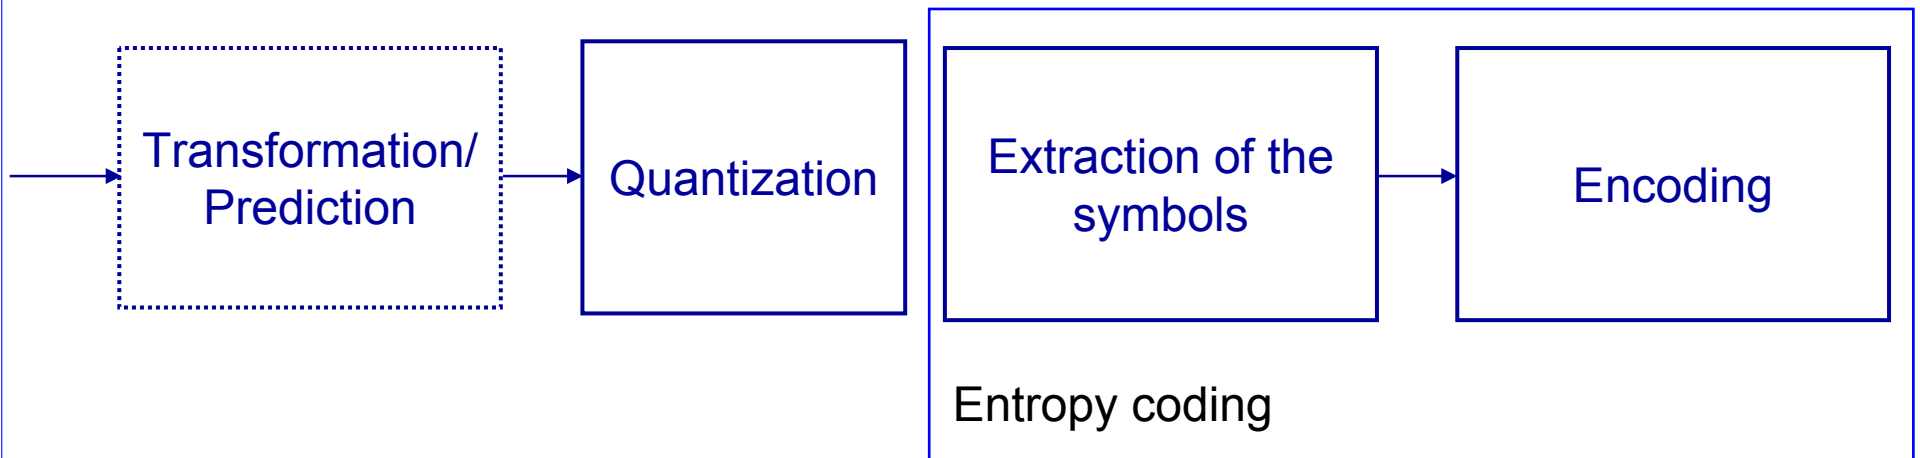 Transformation/
Prediction
Quantization
Extraction of the
symbols
Encoding
Entropy coding